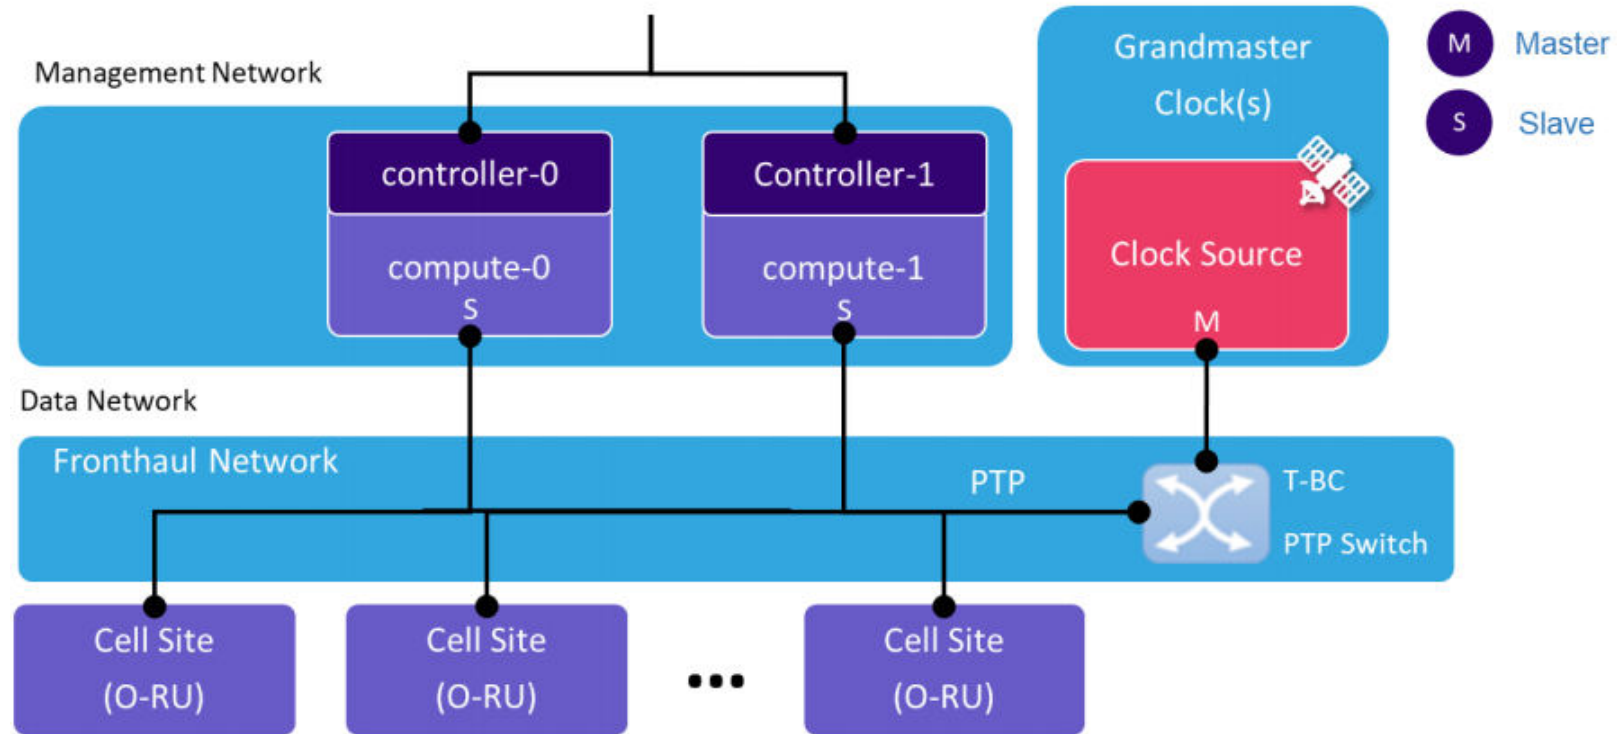 Management Network
controller-0
compute-0
S
Controller-1
compute-1
S
Grandmaster
Clock(s)
Clock Source
M
M
Master
S
Slave
Data Network
Fronthaul Network
PTP
T-BC
PTP Switch
Cell Site
(O-RU)
Cell Site
(O-RU)
...
Cell Site
(O-RU)